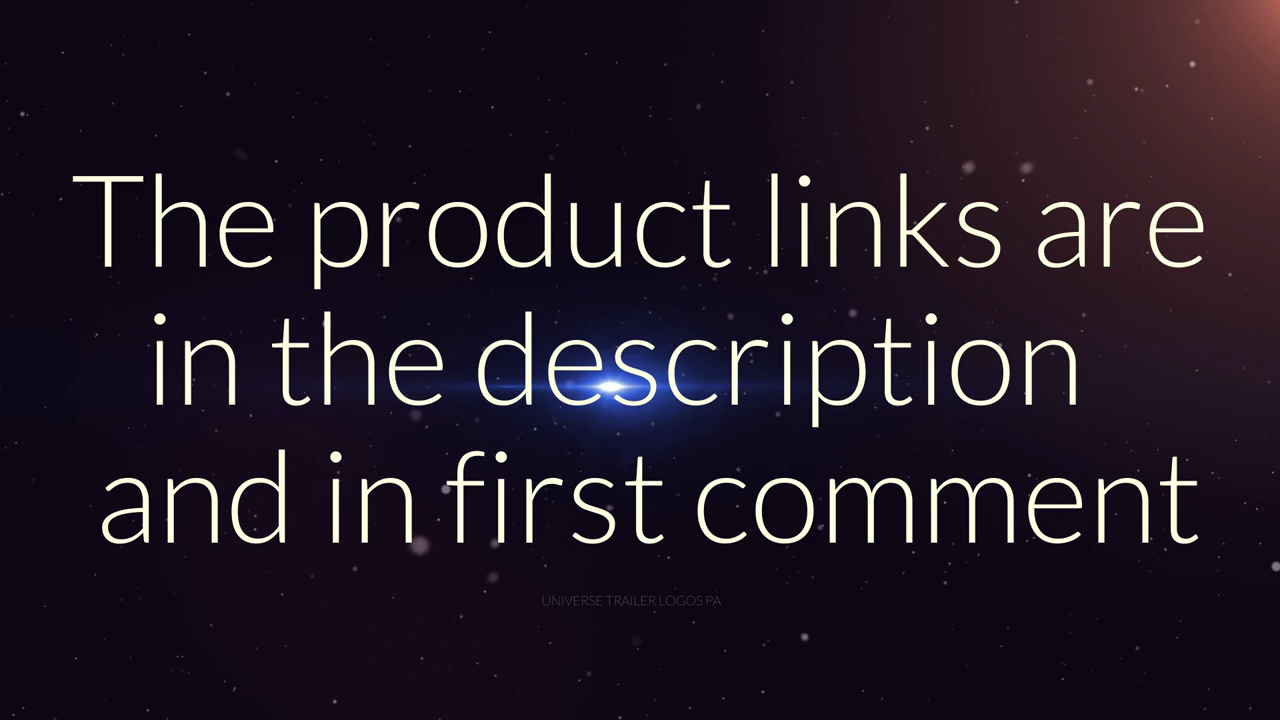 The product links are
in the description
and in first comment
UNIVERSE TRAILER LOGOS PA